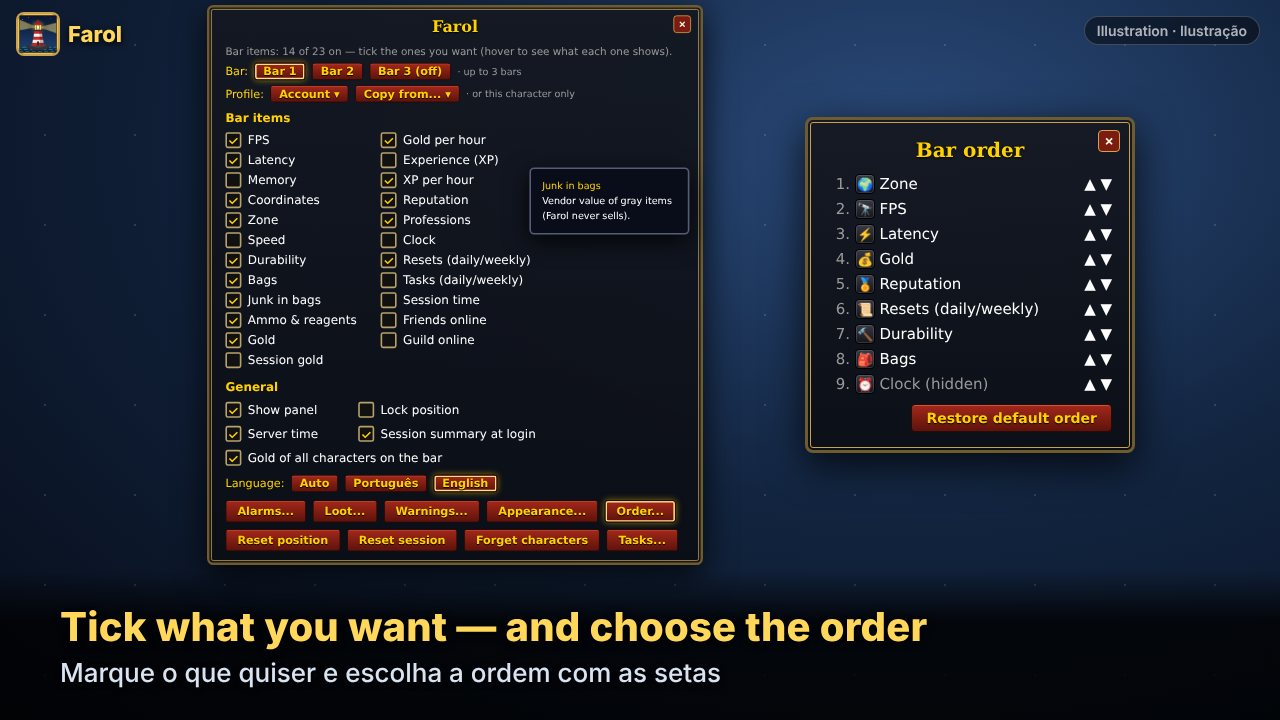 Farol
Illustration · Ilustração
Farol
×
Bar items: 14 of 23 on — tick the ones you want (hover to see what each one shows).
Bar: Bar 1 Bar 2 Bar 3 (off) · up to 3 bars
Profile: Account ▾ Copy from... ▾ · or this character only
Bar items
FPS
Latency
Memory
Coordinates
Zone
Speed
Durability
Bags
Junk in bags
Ammo & reagents
Gold
Session gold
Gold per hour
Experience (XP)
XP per hour
Reputation
Professions
Clock
Resets (daily/weekly)
Tasks (daily/weekly)
Session time
Friends online
Guild online
Junk in bags
Vendor value of gray items
(Farol never sells).
General
Show panel Lock position
Server time Session summary at login
Gold of all characters on the bar
Language: Auto Português English
Alarms... Loot... Warnings... Appearance... Order...
Reset position Reset session Forget characters Tasks...
Bar order
×
1. Zone ▲▼
2. FPS ▲▼
3. Latency ▲▼
4. Gold ▲▼
5. Reputation ▲▼
6. Resets (daily/weekly) ▲▼
7. Durability ▲▼
8. Bags ▲▼
9. Clock (hidden) ▲▼
Restore default order
Tick what you want — and choose the order
Marque o que quiser e escolha a ordem com as setas